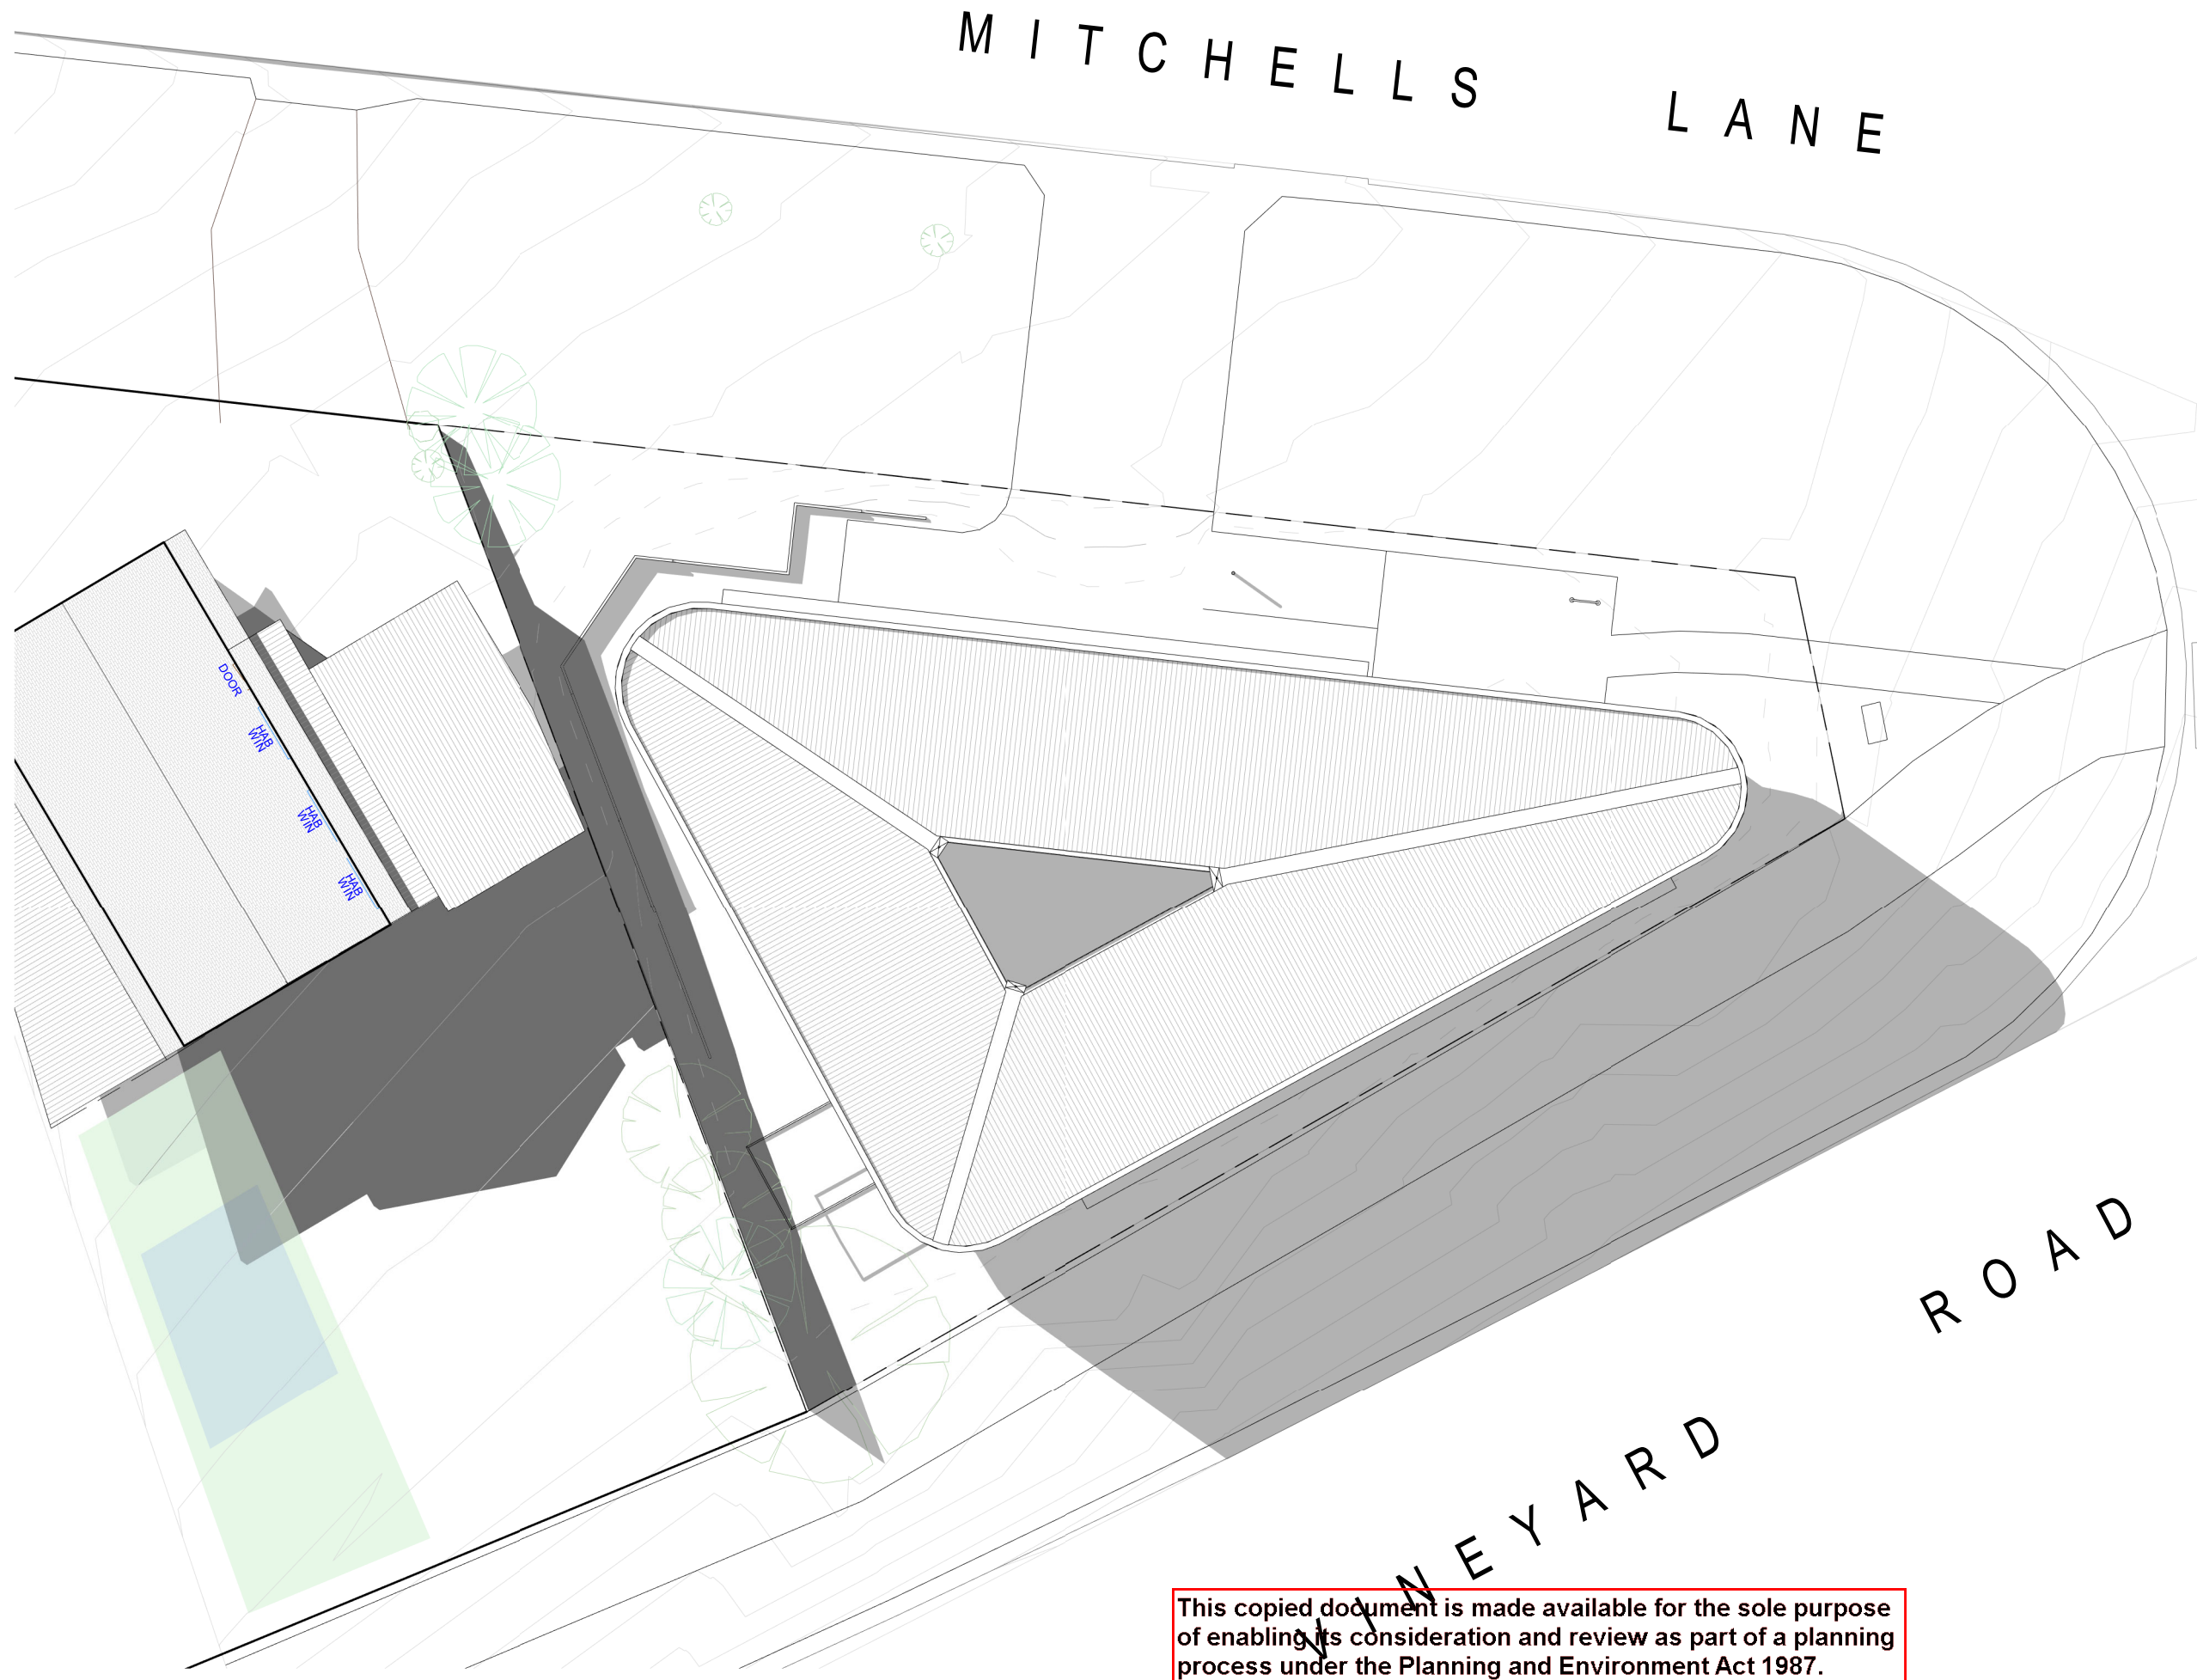 MITCHELLS LANE
DOOR
HAB
WIN
HAB
WIN
HAB
WIN
VINEYARD ROAD
This copied document is made available for the sole purpose
of enabling its consideration and review as part of a planning
process under the Planning and Environment Act 1987.